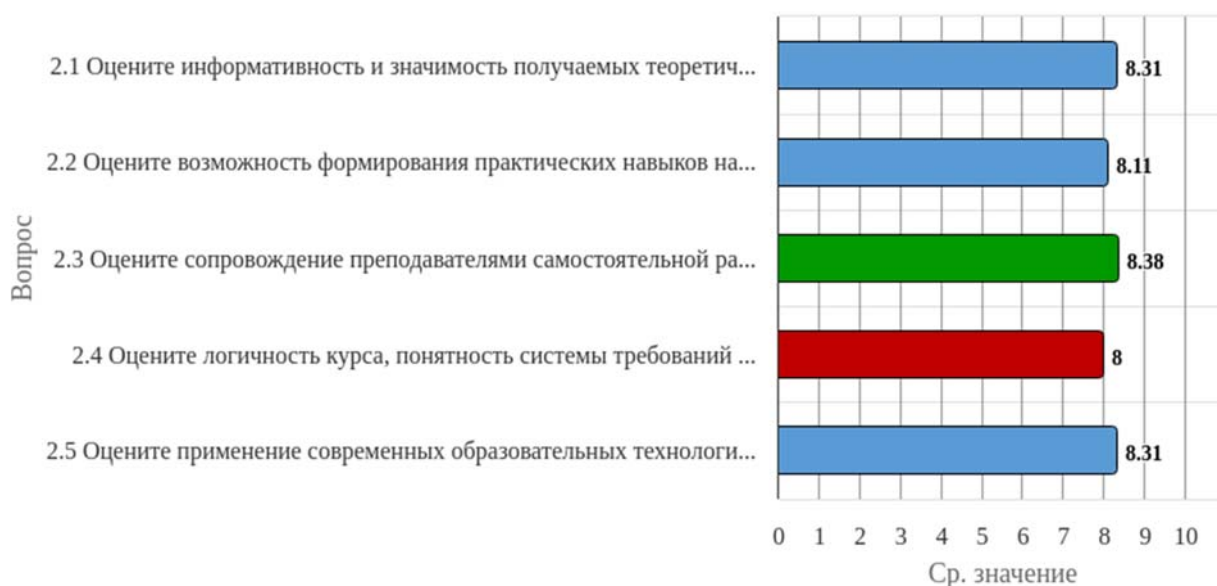 2.1 Оцените информативность и значимость получаемых теоретич...
8.31
2.2 Оцените возможность формирования практических навыков на...
8.11
2.3 Оцените сопровождение преподавателями самостоятельной ра...
8.38
2.4 Оцените логичность курса, понятность системы требований ...
8
2.5 Оцените применение современных образовательных технологи...
8.31
Вопрос
0 1 2 3 4 5 6 7 8 9 10
Ср. значение